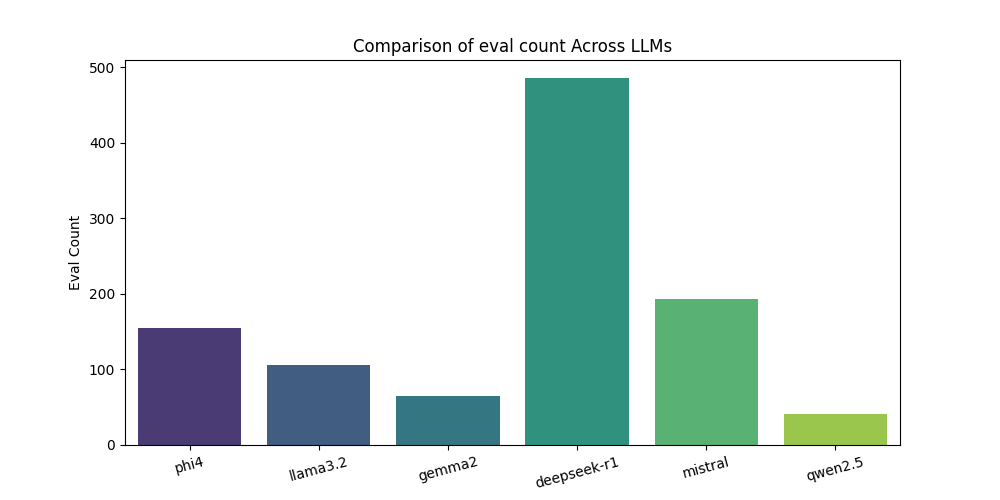 Comparison of eval count Across LLMs
Eval Count
500
400
300
200
100
0
phi4
llama3.2
gemma2
deepseek-r1
mistral
qwen2.5